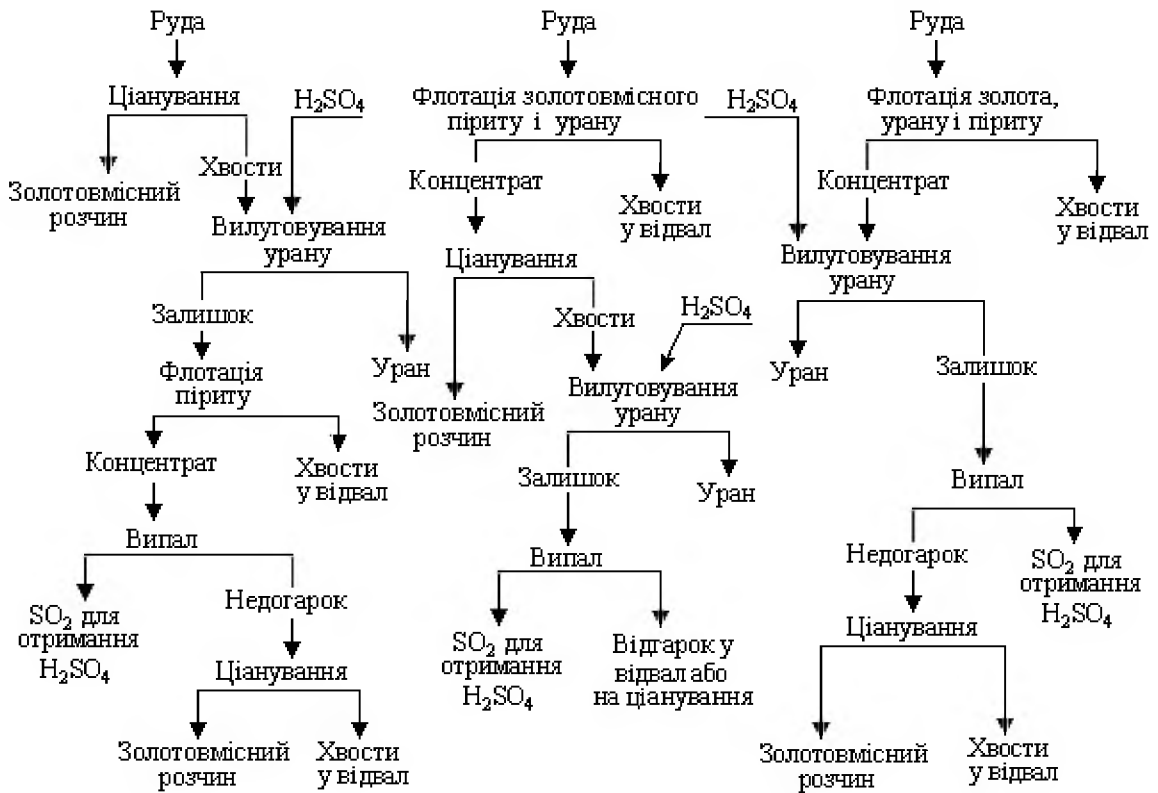 Руда
Ціанування
H₂SO₄
Хвости
Золотовмісний
розчин
Вилуговування
урану
Залишок
Уран
Флотація
піриту
Концентрат
Хвости
у відвал
Випал
SO₂ для
отримання
H₂SO₄
Недогарок
Ціанування
Золотовмісний
розчин
Хвости
у відвал
Руда
Флотація золотовмісного
піриту і урану
Концентрат
Хвости
у відвал
Ціанування
Хвости
H₂SO₄
Золотовмісний
розчин
Вилуговування
урану
Залишок
Уран
Випал
SO₂ для
отримання
H₂SO₄
Відгарок у
відвал або
на ціанування
Руда
H₂SO₄
Флотація золота,
урану і піриту
Концентрат
Хвости
у відвал
Вилуговування
урану
Уран
Залишок
Випал
Недогарок
SO₂ для
отримання
H₂SO₄
Ціанування
Золотовмісний
розчин
Хвости
у відвал